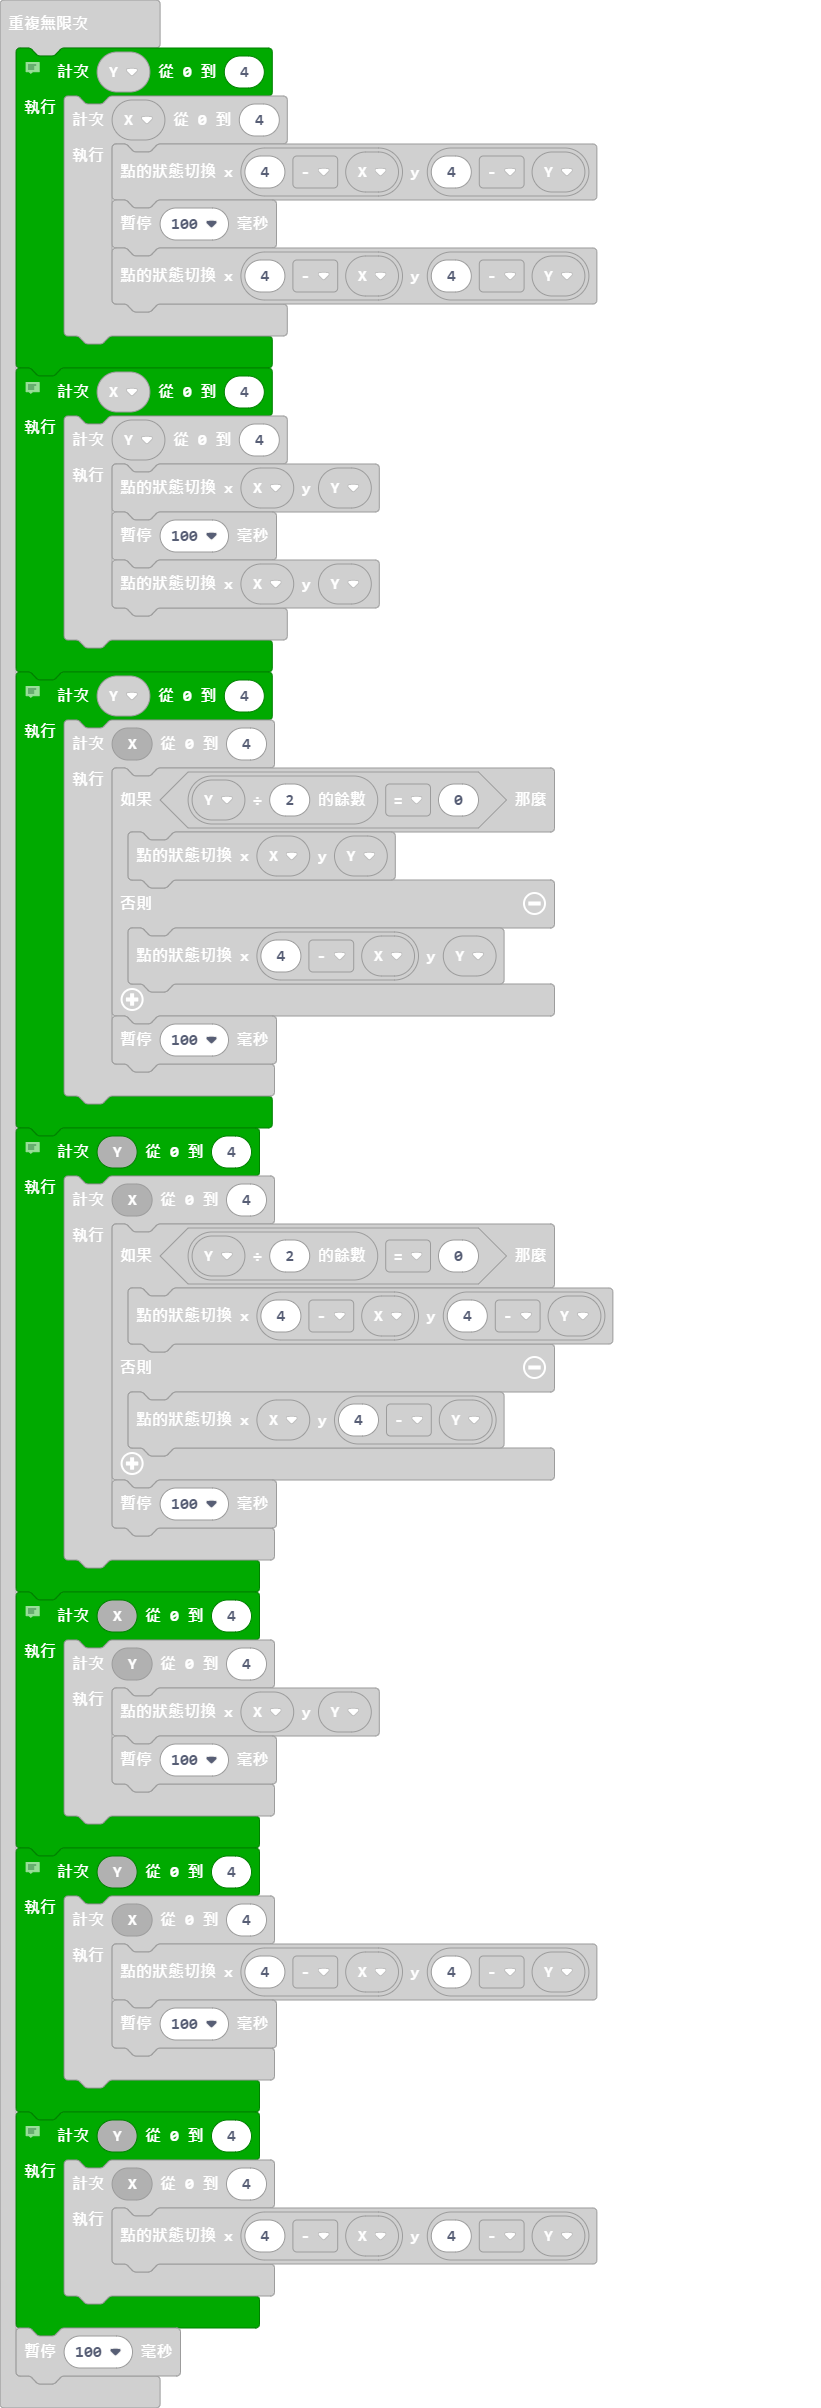 重複無限次
計次 Y 從 0 到 4
執行
計次 X 從 0 到 4
執行
點的狀態切換 x 4 - X y 4 - Y
暫停 100 毫秒
點的狀態切換 x 4 - X y 4 - Y
計次 X 從 0 到 4
執行
計次 Y 從 0 到 4
執行
點的狀態切換 x X y Y
暫停 100 毫秒
點的狀態切換 x X y Y
計次 Y 從 0 到 4
執行
計次 X 從 0 到 4
執行
如果 Y ÷ 2 的餘數 = 0 那麼
點的狀態切換 x X y Y
否則
點的狀態切換 x 4 - X y Y
暫停 100 毫秒
計次 Y 從 0 到 4
執行
計次 X 從 0 到 4
執行
如果 Y ÷ 2 的餘數 = 0 那麼
點的狀態切換 x 4 - X y 4 - Y
否則
點的狀態切換 x X y 4 - Y
暫停 100 毫秒
計次 X 從 0 到 4
執行
計次 Y 從 0 到 4
執行
點的狀態切換 x X y Y
暫停 100 毫秒
計次 Y 從 0 到 4
執行
計次 X 從 0 到 4
執行
點的狀態切換 x 4 - X y 4 - Y
暫停 100 毫秒
計次 Y 從 0 到 4
執行
計次 X 從 0 到 4
執行
點的狀態切換 x 4 - X y 4 - Y
暫停 100 毫秒